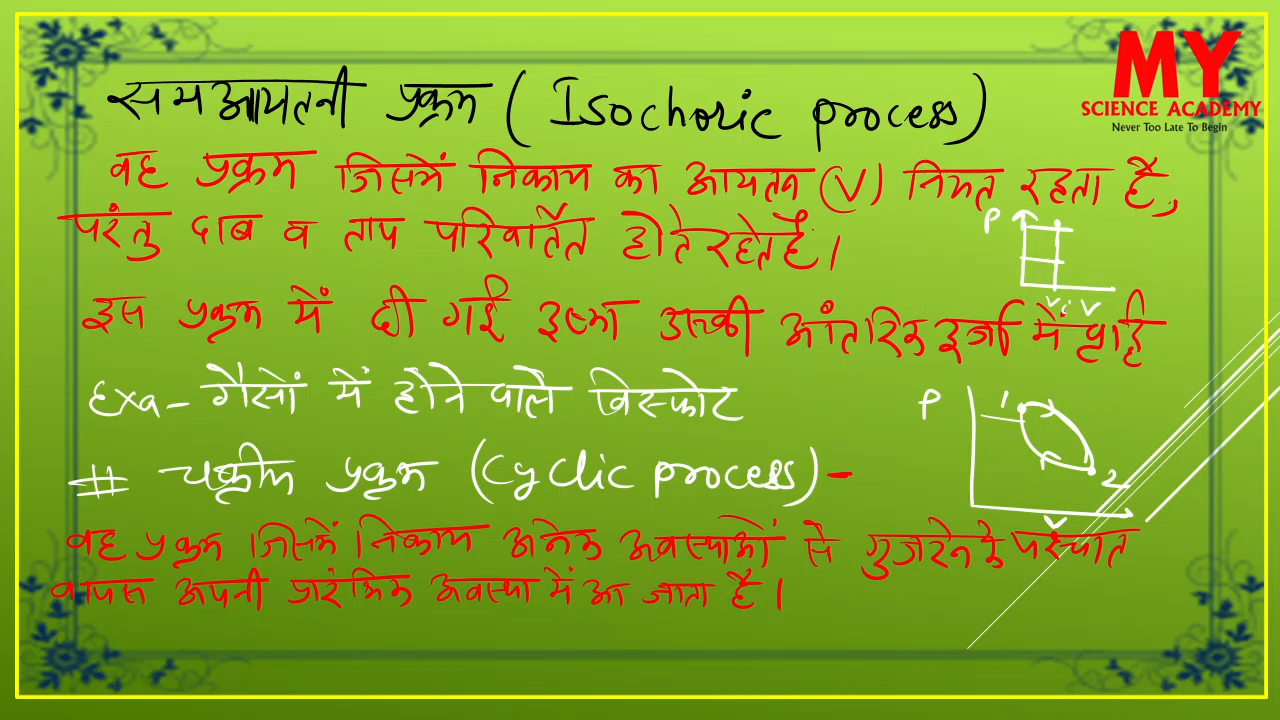 MY
SCIENCE ACADEMY
Never Too Late To Begin
समआयतनी प्रक्रम (Isochoric process)
वह प्रक्रम जिसमें निकाय का आयतन (V) नियत रहता है,
परंतु दाब व ताप परिवर्तित होते रहते हैं।
P
V
इस प्रक्रम में दी गई ऊष्मा उसकी आंतरिक ऊर्जा में
Exa - गैसों में होने वाले विस्फोट
P
1
2
V
# चक्रीय प्रक्रम (Cyclic process) -
वह प्रक्रम जिसमें निकाय अनेक अवस्थाओं से गुजरने के पश्चात
वापस अपनी प्रारंभिक अवस्था में आ जाता है।